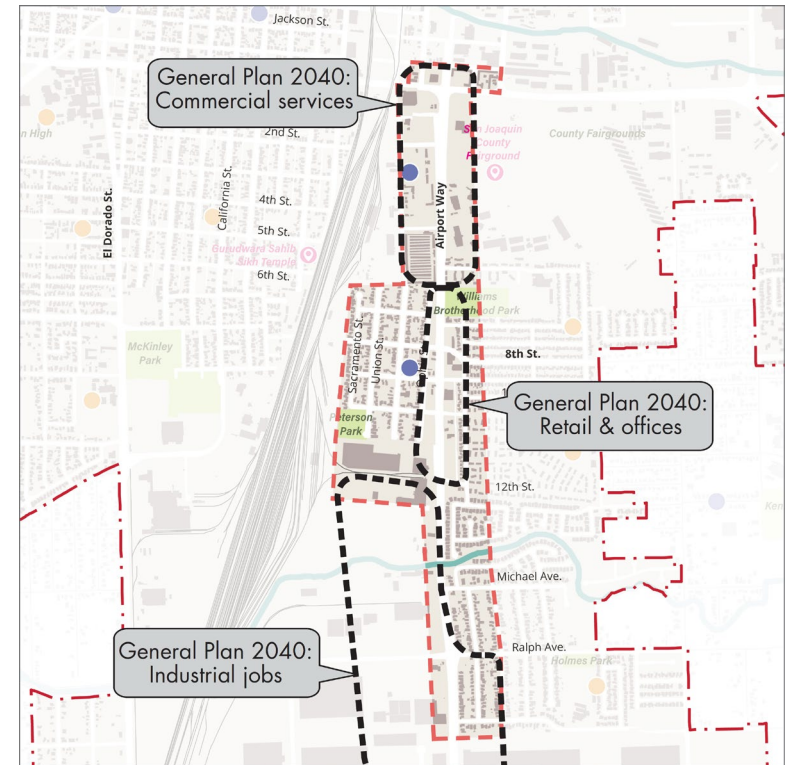 Jackson St.
General Plan 2040:
Commercial services
n High
2nd St.
San Joaquin
County
Fairground
County Fairgrounds
California St.
4th St.
El Dorado St.
Airport Way
5th St.
Gurudwara Sahib
Sikh Temple
6th St.
Williams
Brotherhood Park
Sacramento St.
Union St.
McKinley
Park
8th St.
General Plan 2040:
Retail & offices
Peterson
Park
12th St.
Ken
Michael Ave.
Ralph Ave.
General Plan 2040:
Industrial jobs
Holmes Park